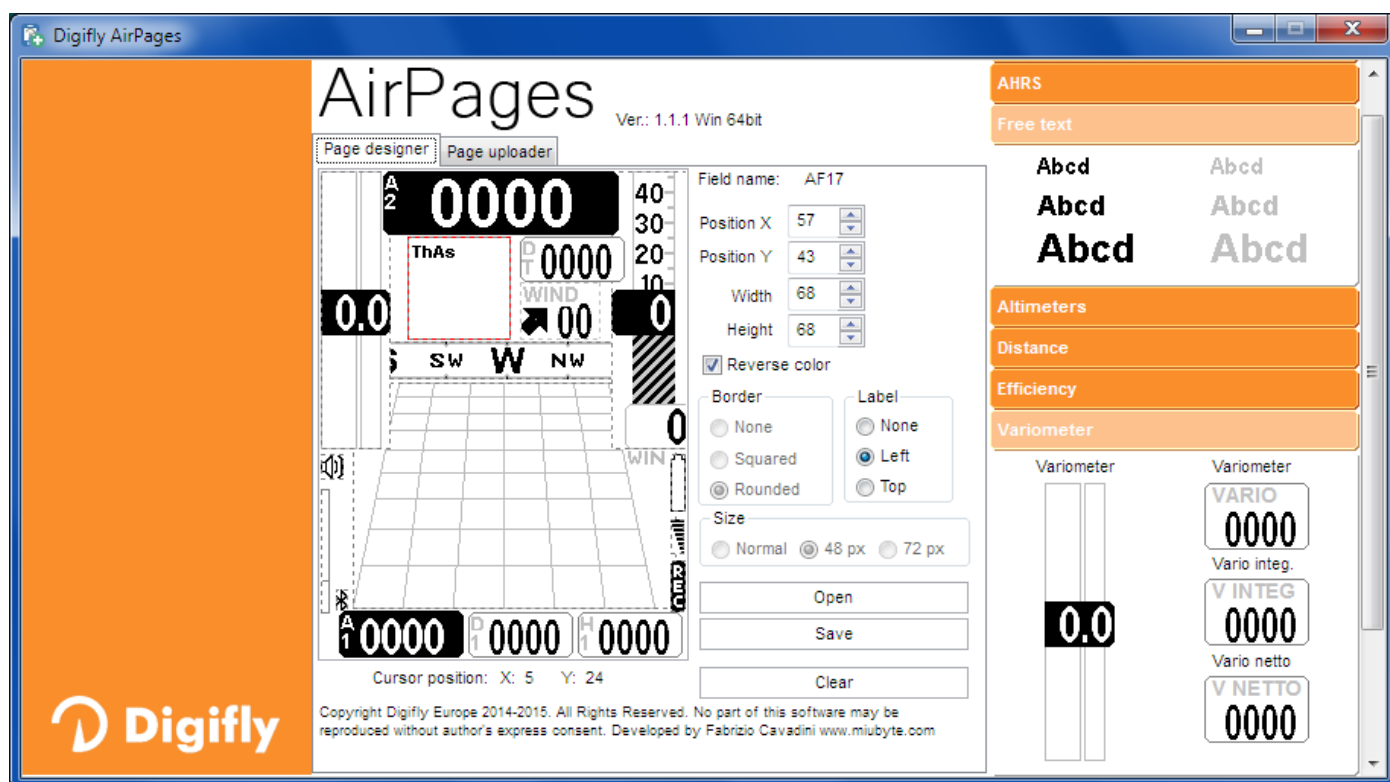 Digifly AirPages
AirPages
Ver.: 1.1.1 Win 64bit
Page designer
Page uploader
A2 0000
40
30
20
10
ThAs
DT 0000
WIND
00
0.0
0
S SW W NW
0
WIN
REC
A1 0000
D1 0000
H1 0000
Cursor position: X: 5 Y: 24
Field name: AF17
Position X 57
Position Y 43
Width 68
Height 68
Reverse color
Border
None
Squared
Rounded
Label
None
Left
Top
Size
Normal 48 px 72 px
Open
Save
Clear
Copyright Digifly Europe 2014-2015. All Rights Reserved. No part of this software may be
reproduced without author's express consent. Developed by Fabrizio Cavadini www.miubyte.com
Digifly
AHRS
Free text
Abcd Abcd
Abcd Abcd
Abcd Abcd
Altimeters
Distance
Efficiency
Variometer
Variometer
0.0
Variometer
VARIO
0000
Vario integ.
V INTEG
0000
Vario netto
V NETTO
0000